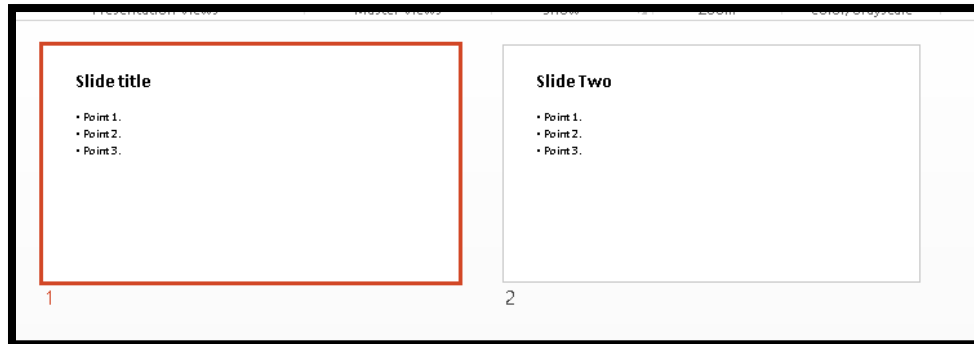 Slide title
• Point 1.
• Point 2.
• Point 3.
1
Slide Two
• Point 1.
• Point 2.
• Point 3.
2